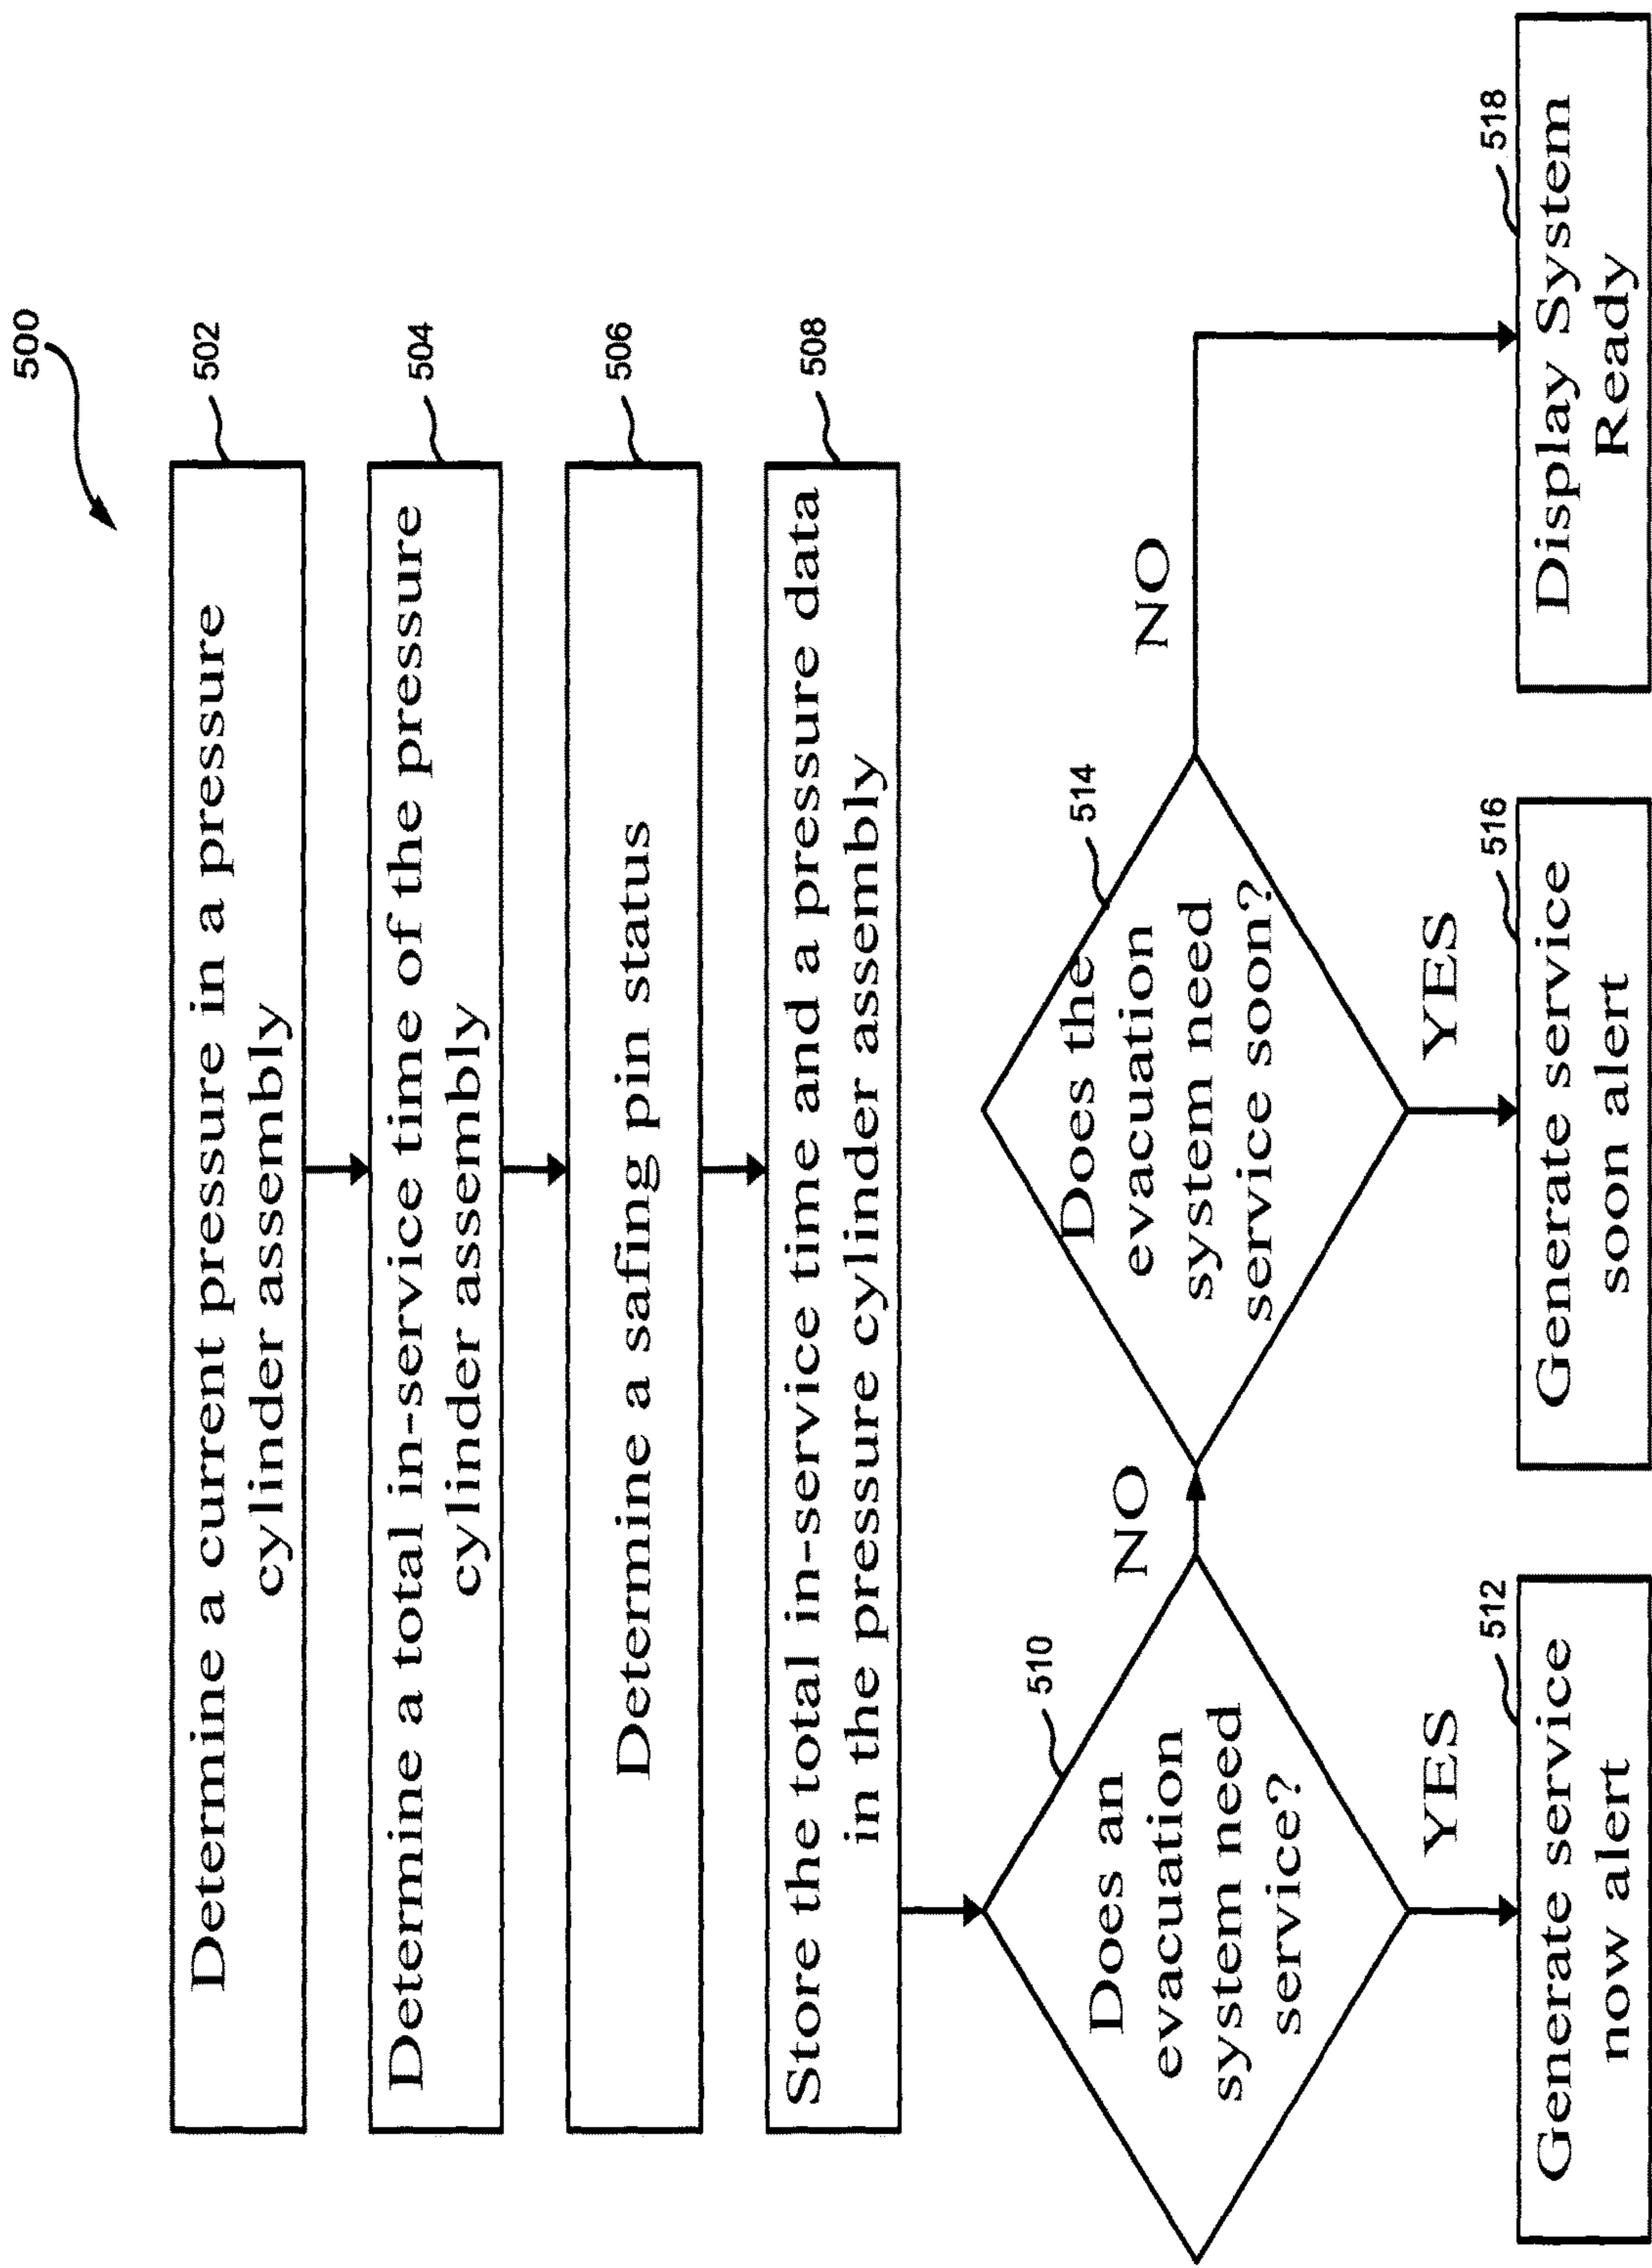 500
502
Determine a current pressure in a pressure
cylinder assembly
504
Determine a total in-service time of the pressure
cylinder assembly
506
Determine a safing pin status
508
Store the total in-service time and a pressure data
in the pressure cylinder assembly
510
Does an
evacuation
system need
service?
NO
YES
512
Generate service
now alert
514
Does the
evacuation
system need
service soon?
NO
YES
516
Generate service
soon alert
518
Display System
Ready